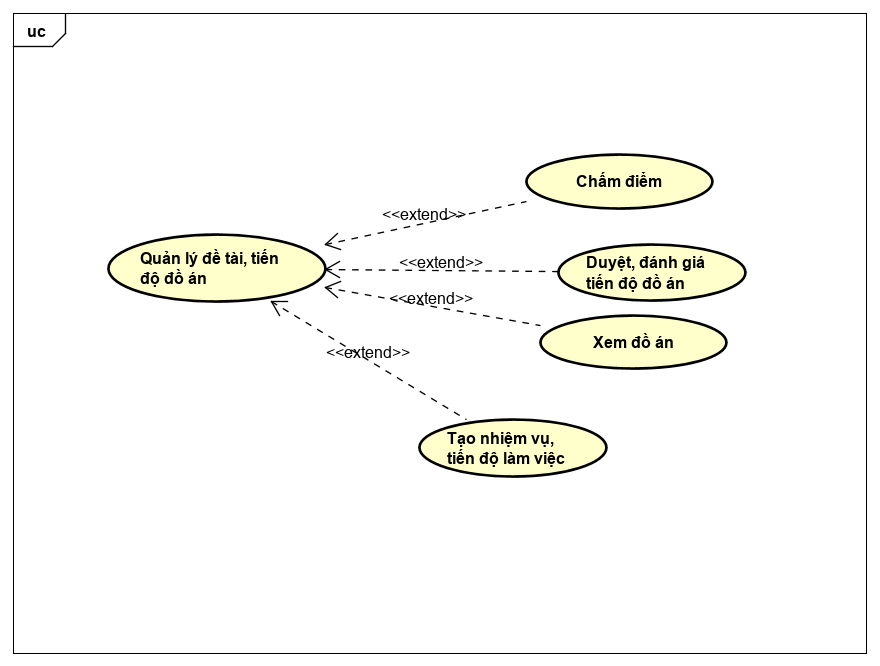 uc
Chấm điểm
<<extend>>
Quản lý đề tài, tiến
độ đồ án
<<extend>>
Duyệt, đánh giá
tiến độ đồ án
<<extend>>
Xem đồ án
<<extend>>
Tạo nhiệm vụ,
tiến độ làm việc